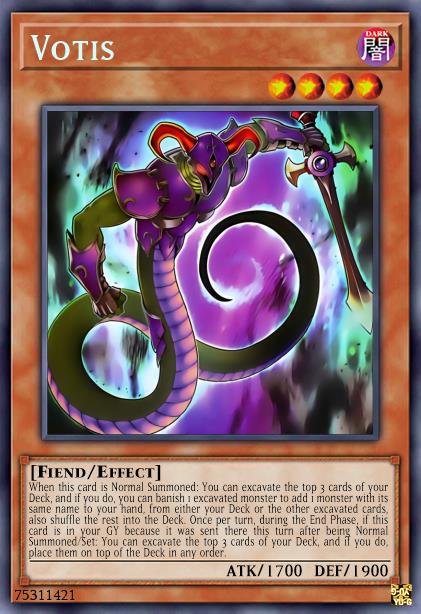 VOTIS
DARK
闇
[FIEND/EFFECT]
When this card is Normal Summoned: You can excavate the top 3 cards of your
Deck, and if you do, you can banish 1 excavated monster to add 1 monster with its
same name to your hand, from either your Deck or the other excavated cards,
also shuffle the rest into the Deck. Once per turn, during the End Phase, if this
card is in your GY because it was sent there this turn after being Normal
Summoned/Set: You can excavate the top 3 cards of your Deck, and if you do,
place them on top of the Deck in any order.
ATK/1700 DEF/1900
75311421